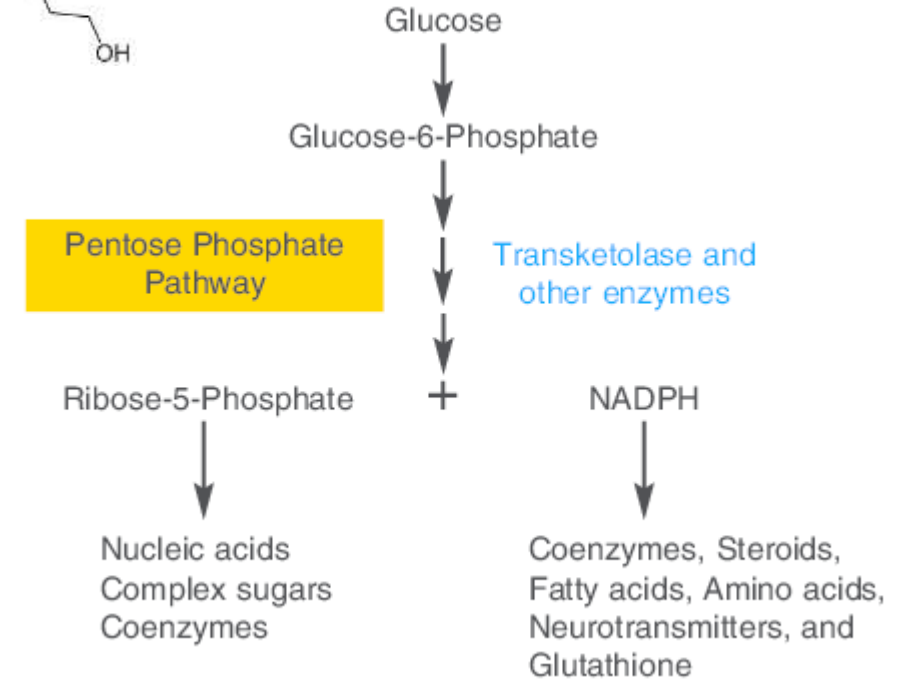 OH
Glucose
Glucose-6-Phosphate
Pentose Phosphate
Pathway
Transketolase and
other enzymes
Ribose-5-Phosphate
+
NADPH
Nucleic acids
Complex sugars
Coenzymes
Coenzymes, Steroids,
Fatty acids, Amino acids,
Neurotransmitters, and
Glutathione